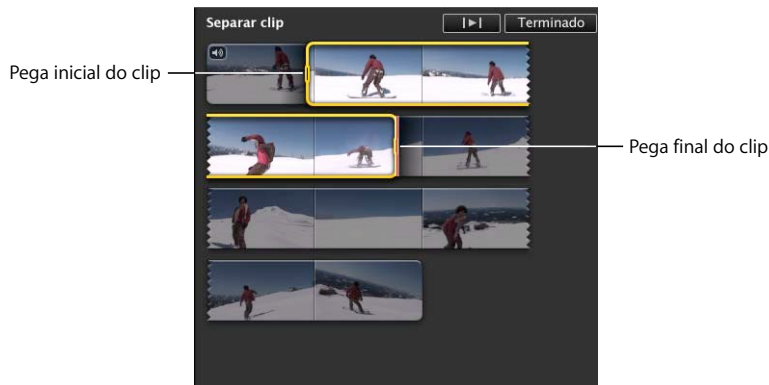 Separar clip
Terminado
Pega inicial do clip
Pega final do clip